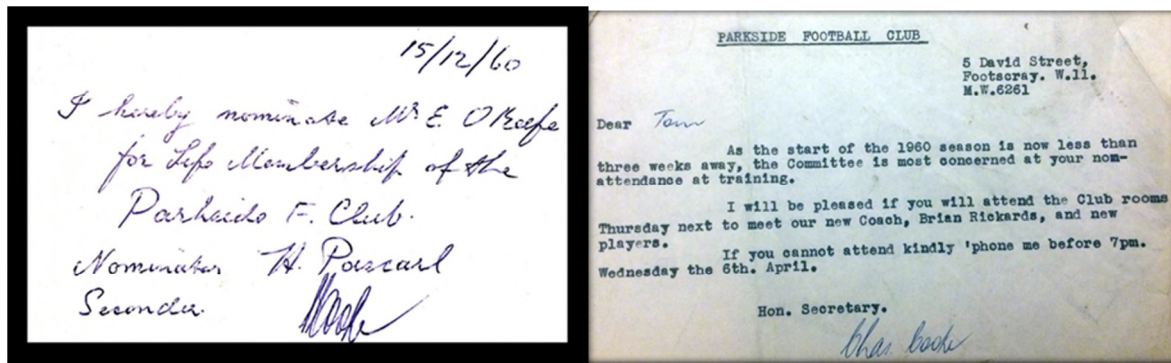 15/12/60
I hereby nominate Mr E. O'Keefe
for Life Membership of the
Parkside F. Club.
Nominator H. Pascarl
Seconder
PARKSIDE FOOTBALL CLUB
5 David Street,
Footscray. W.11.
M.W.6261
Dear Tom
As the start of the 1960 season is now less than
three weeks away, the Committee is most concerned at your non-
attendance at training.
I will be pleased if you will attend the Club rooms
Thursday next to meet our new Coach, Brian Rickards, and new
players.
If you cannot attend kindly 'phone me before 7pm.
Wednesday the 6th. April.
Hon. Secretary.
Chas. Cooke